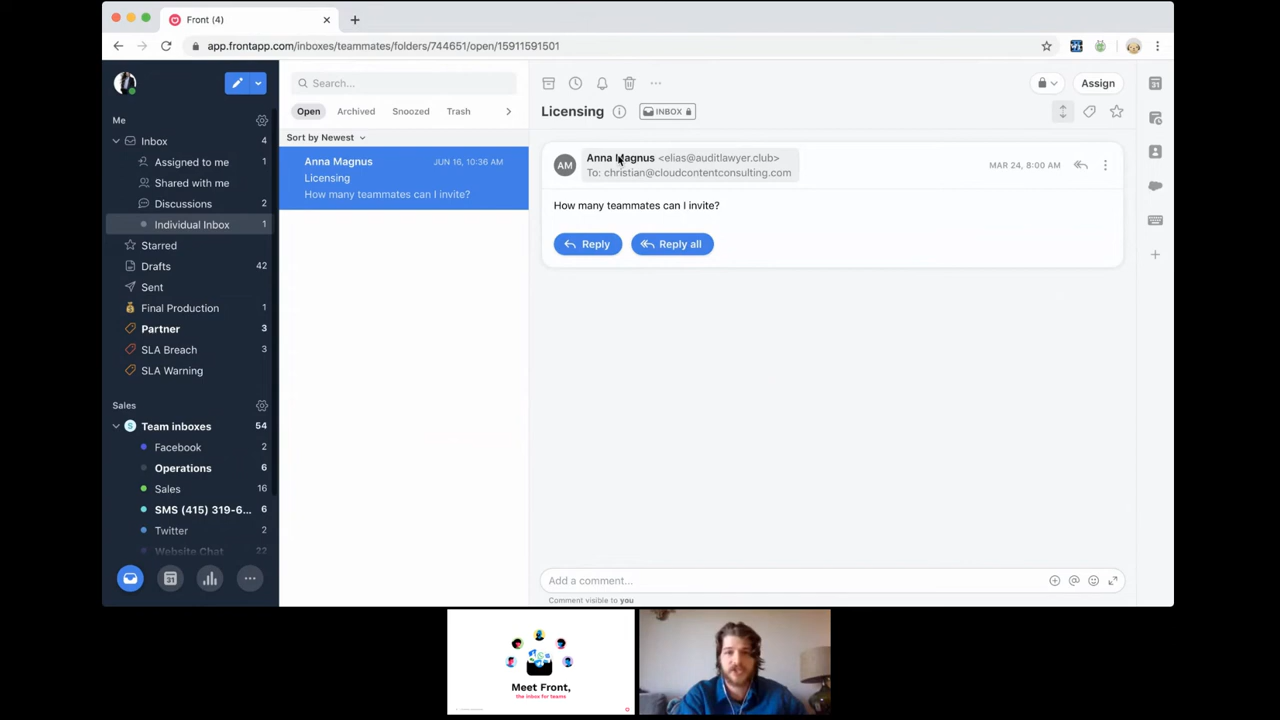 Front (4)
app.frontapp.com/inboxes/teammates/folders/744651/open/15911591501
Me
Inbox 4
Assigned to me 1
Shared with me
Discussions 2
Individual Inbox 1
Starred
Drafts 42
Sent
Final Production 1
Partner 3
SLA Breach 3
SLA Warning
Sales
Team inboxes 54
Facebook 2
Operations 6
Sales 16
SMS (415) 319-6... 6
Twitter 2
Website Chat 22
31
Search...
Open Archived Snoozed Trash
Sort by Newest
Anna Magnus JUN 16, 10:36 AM
Licensing
How many teammates can I invite?
Assign
Licensing INBOX
AM
Anna Magnus <elias@auditlawyer.club>
To: christian@cloudcontentconsulting.com
MAR 24, 8:00 AM
How many teammates can I invite?
Reply Reply all
Add a comment...
Comment visible to you
31
Meet Front,
the inbox for teams